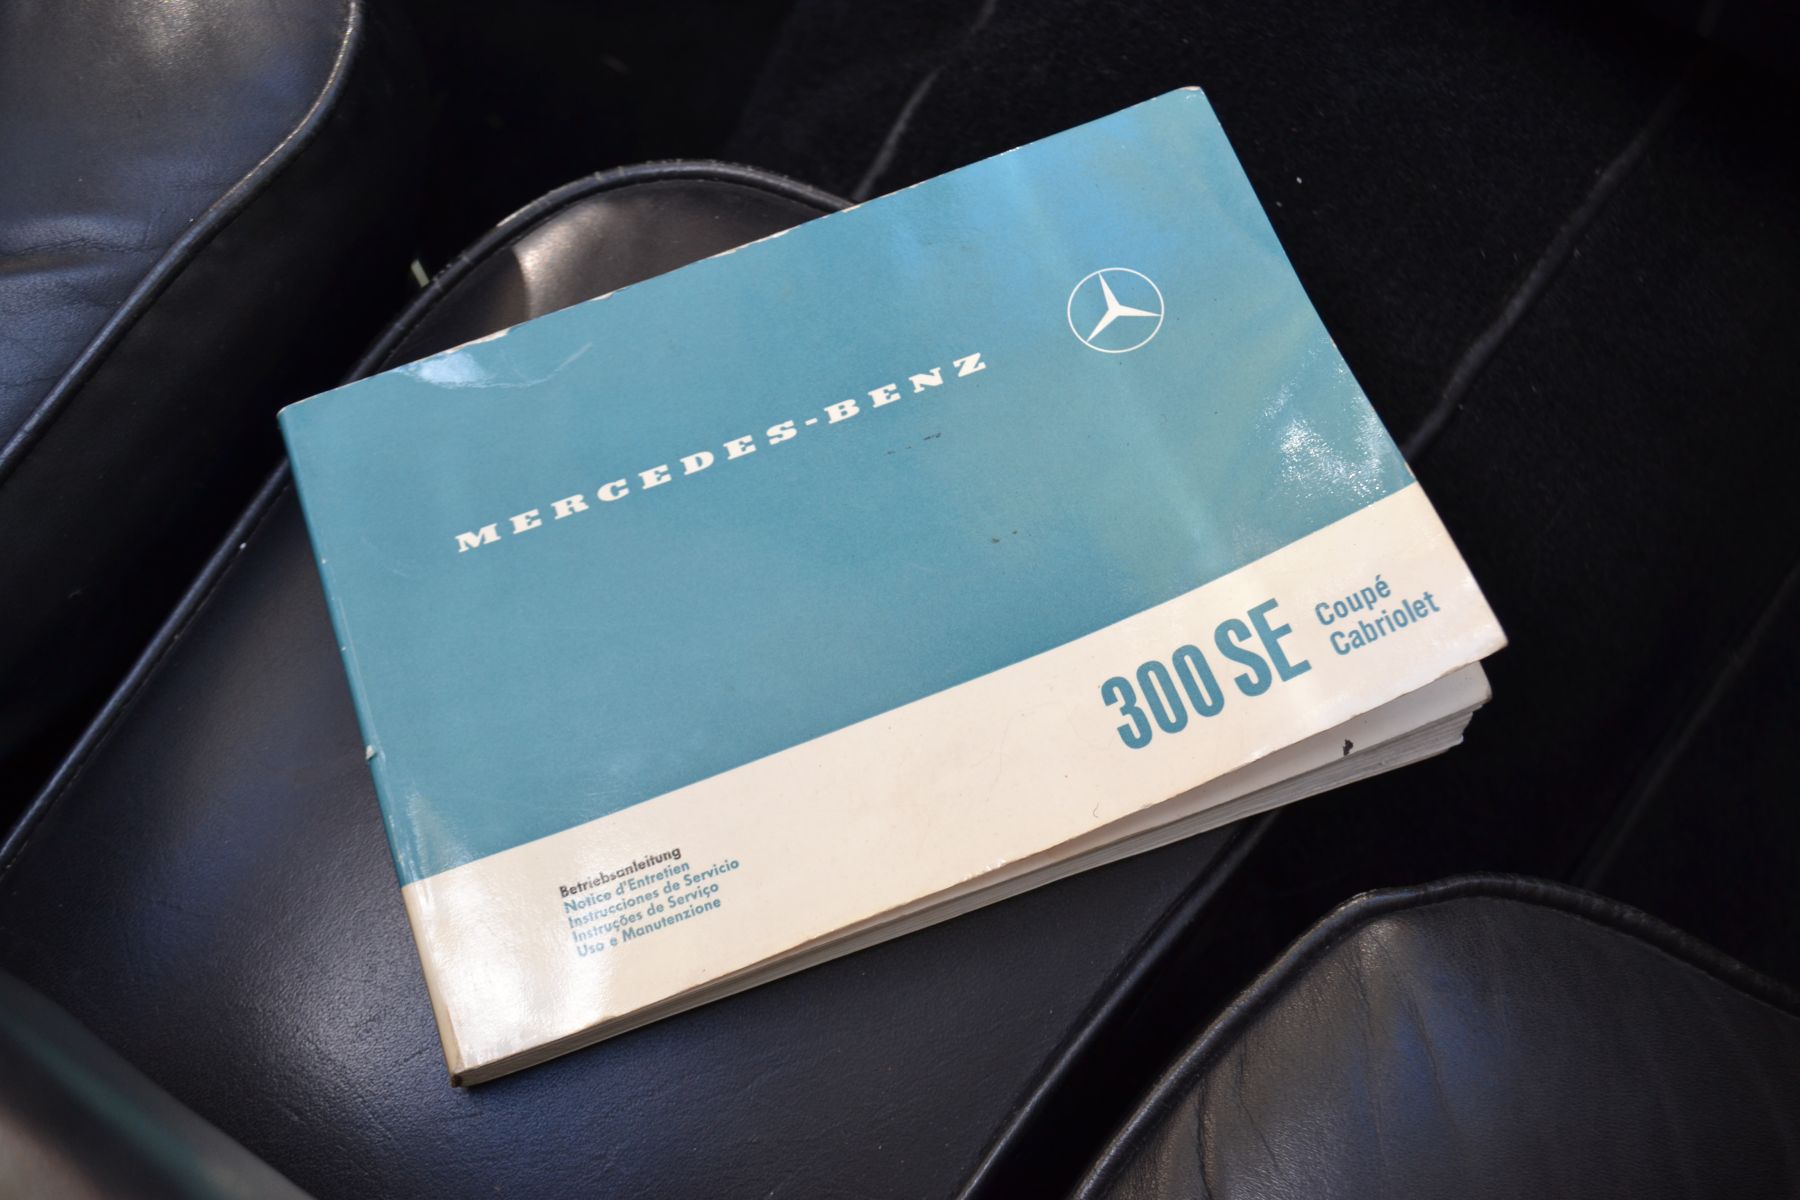 MERCEDES-BENZ
300 SE
Coupé
Cabriolet
Betriebsanleitung
Notice d'Entretien
Instrucciones de Servicio
Instruções de Serviço
Uso e Manutenzione